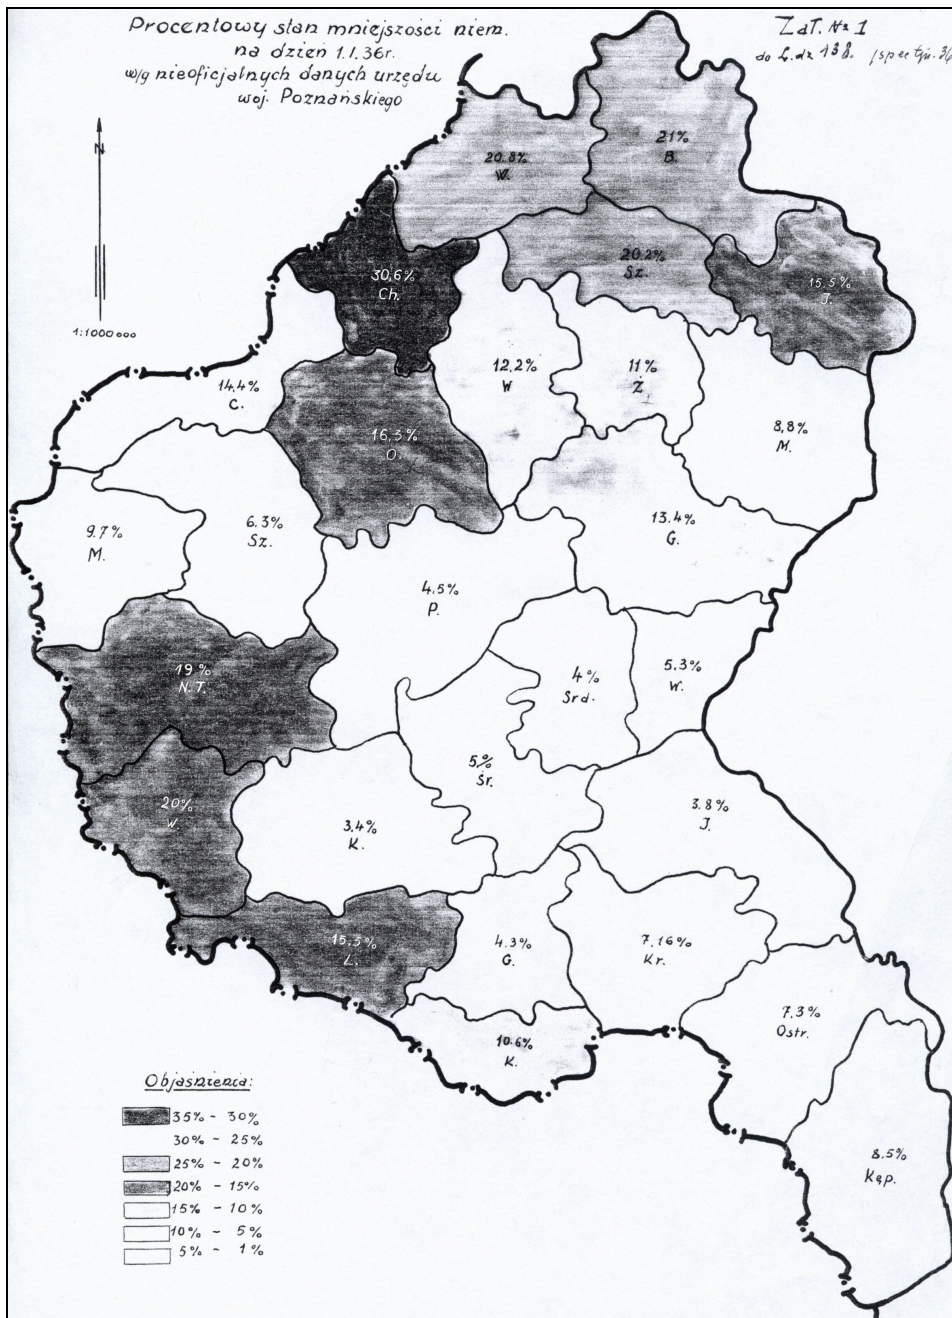 Procentowy stan mniejszości niem.
na dzień 1.I.36r.
w/g nieoficjalnych danych urzędu
woj. Poznańskiego
Zał. Nr 1
do L.dz 138.
N
1:1000000
20.8%
W.
21%
B.
30,6%
Ch.
20,2%
Sz.
15,5%
J.
14.4%
C.
12,2%
W
11%
Ż
16,3%
O.
8,8%
M.
9.7%
M.
6.3%
Sz.
13.4%
G.
4.5%
P.
19%
N.T.
4%
Śrd.
5,3%
W.
20%
W.
5%
Śr.
3,4%
K.
3.8%
J.
15,5%
L.
4.3%
G.
7,16%
Kr.
10.6%
K.
7,3%
Ostr.
8.5%
Kęp.
Objaśnienia:
35% - 30%
30% - 25%
25% - 20%
20% - 15%
15% - 10%
10% - 5%
5% - 1%